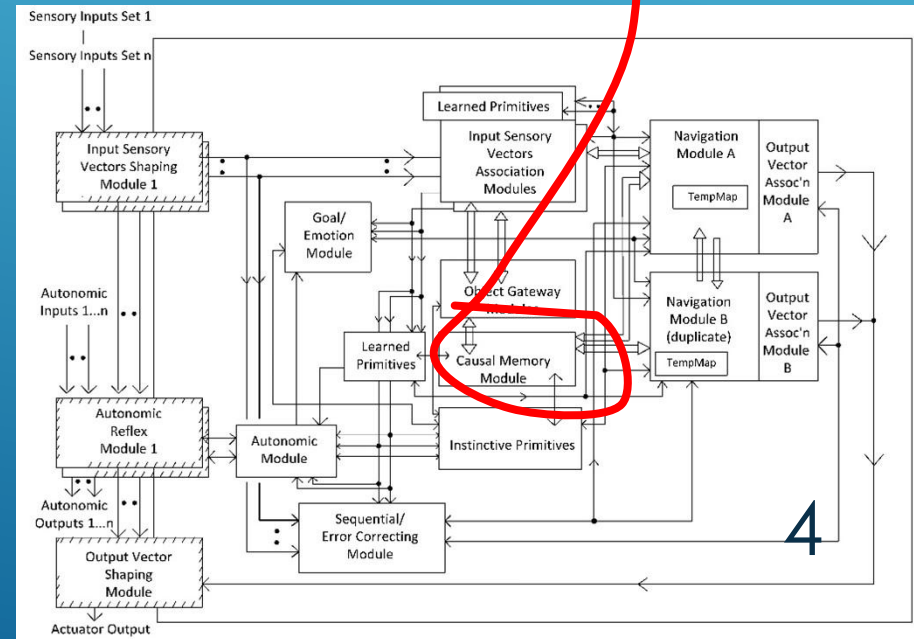 Sensory Inputs Set 1
Sensory Inputs Set n
Input Sensory
Vectors Shaping
Module 1
Autonomic
Inputs 1...n
Autonomic
Reflex
Module 1
Autonomic
Outputs 1...n
Output Vector
Shaping
Module
Actuator Output
Goal/
Emotion
Module
Autonomic
Module
Learned
Primitives
Sequential/
Error Correcting
Module
Learned Primitives
Input Sensory
Vectors
Association
Modules
Object Gateway
Modules
Causal Memory
Module
Instinctive Primitives
Navigation
Module A
TempMap
Output
Vector
Assoc'n
Module
A
Navigation
Module B
(duplicate)
TempMap
Output
Vector
Assoc'n
Module
B
4